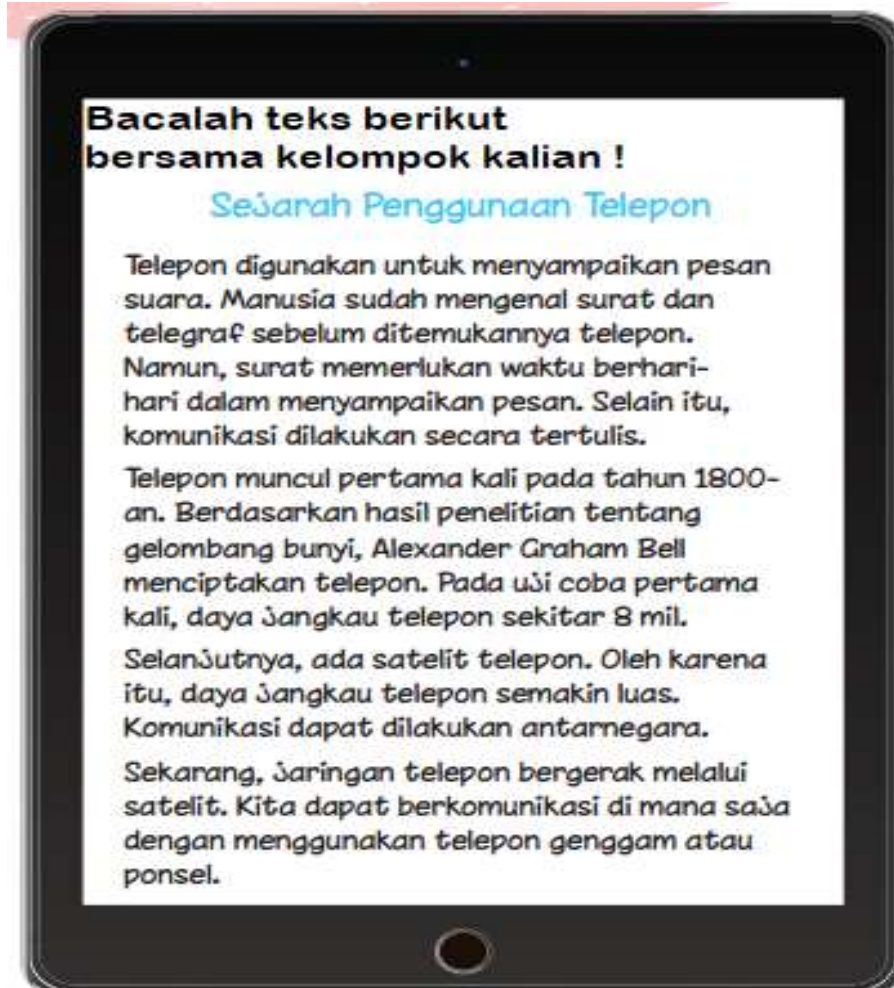 Bacalah teks berikut
bersama kelompok kalian !
Sejarah Penggunaan Telepon
Telepon digunakan untuk menyampaikan pesan
suara. Manusia sudah mengenal surat dan
telegraf sebelum ditemukannya telepon.
Namun, surat memerlukan waktu berhari-
hari dalam menyampaikan pesan. Selain itu,
komunikasi dilakukan secara tertulis.
Telepon muncul pertama kali pada tahun 1800-
an. Berdasarkan hasil penelitian tentang
gelombang bunyi, Alexander Graham Bell
menciptakan telepon. Pada uji coba pertama
kali, daya jangkau telepon sekitar 8 mil.
Selanjutnya, ada satelit telepon. Oleh karena
itu, daya jangkau telepon semakin luas.
Komunikasi dapat dilakukan antarnegara.
Sekarang, jaringan telepon bergerak melalui
satelit. Kita dapat berkomunikasi di mana saja
dengan menggunakan telepon genggam atau
ponsel.